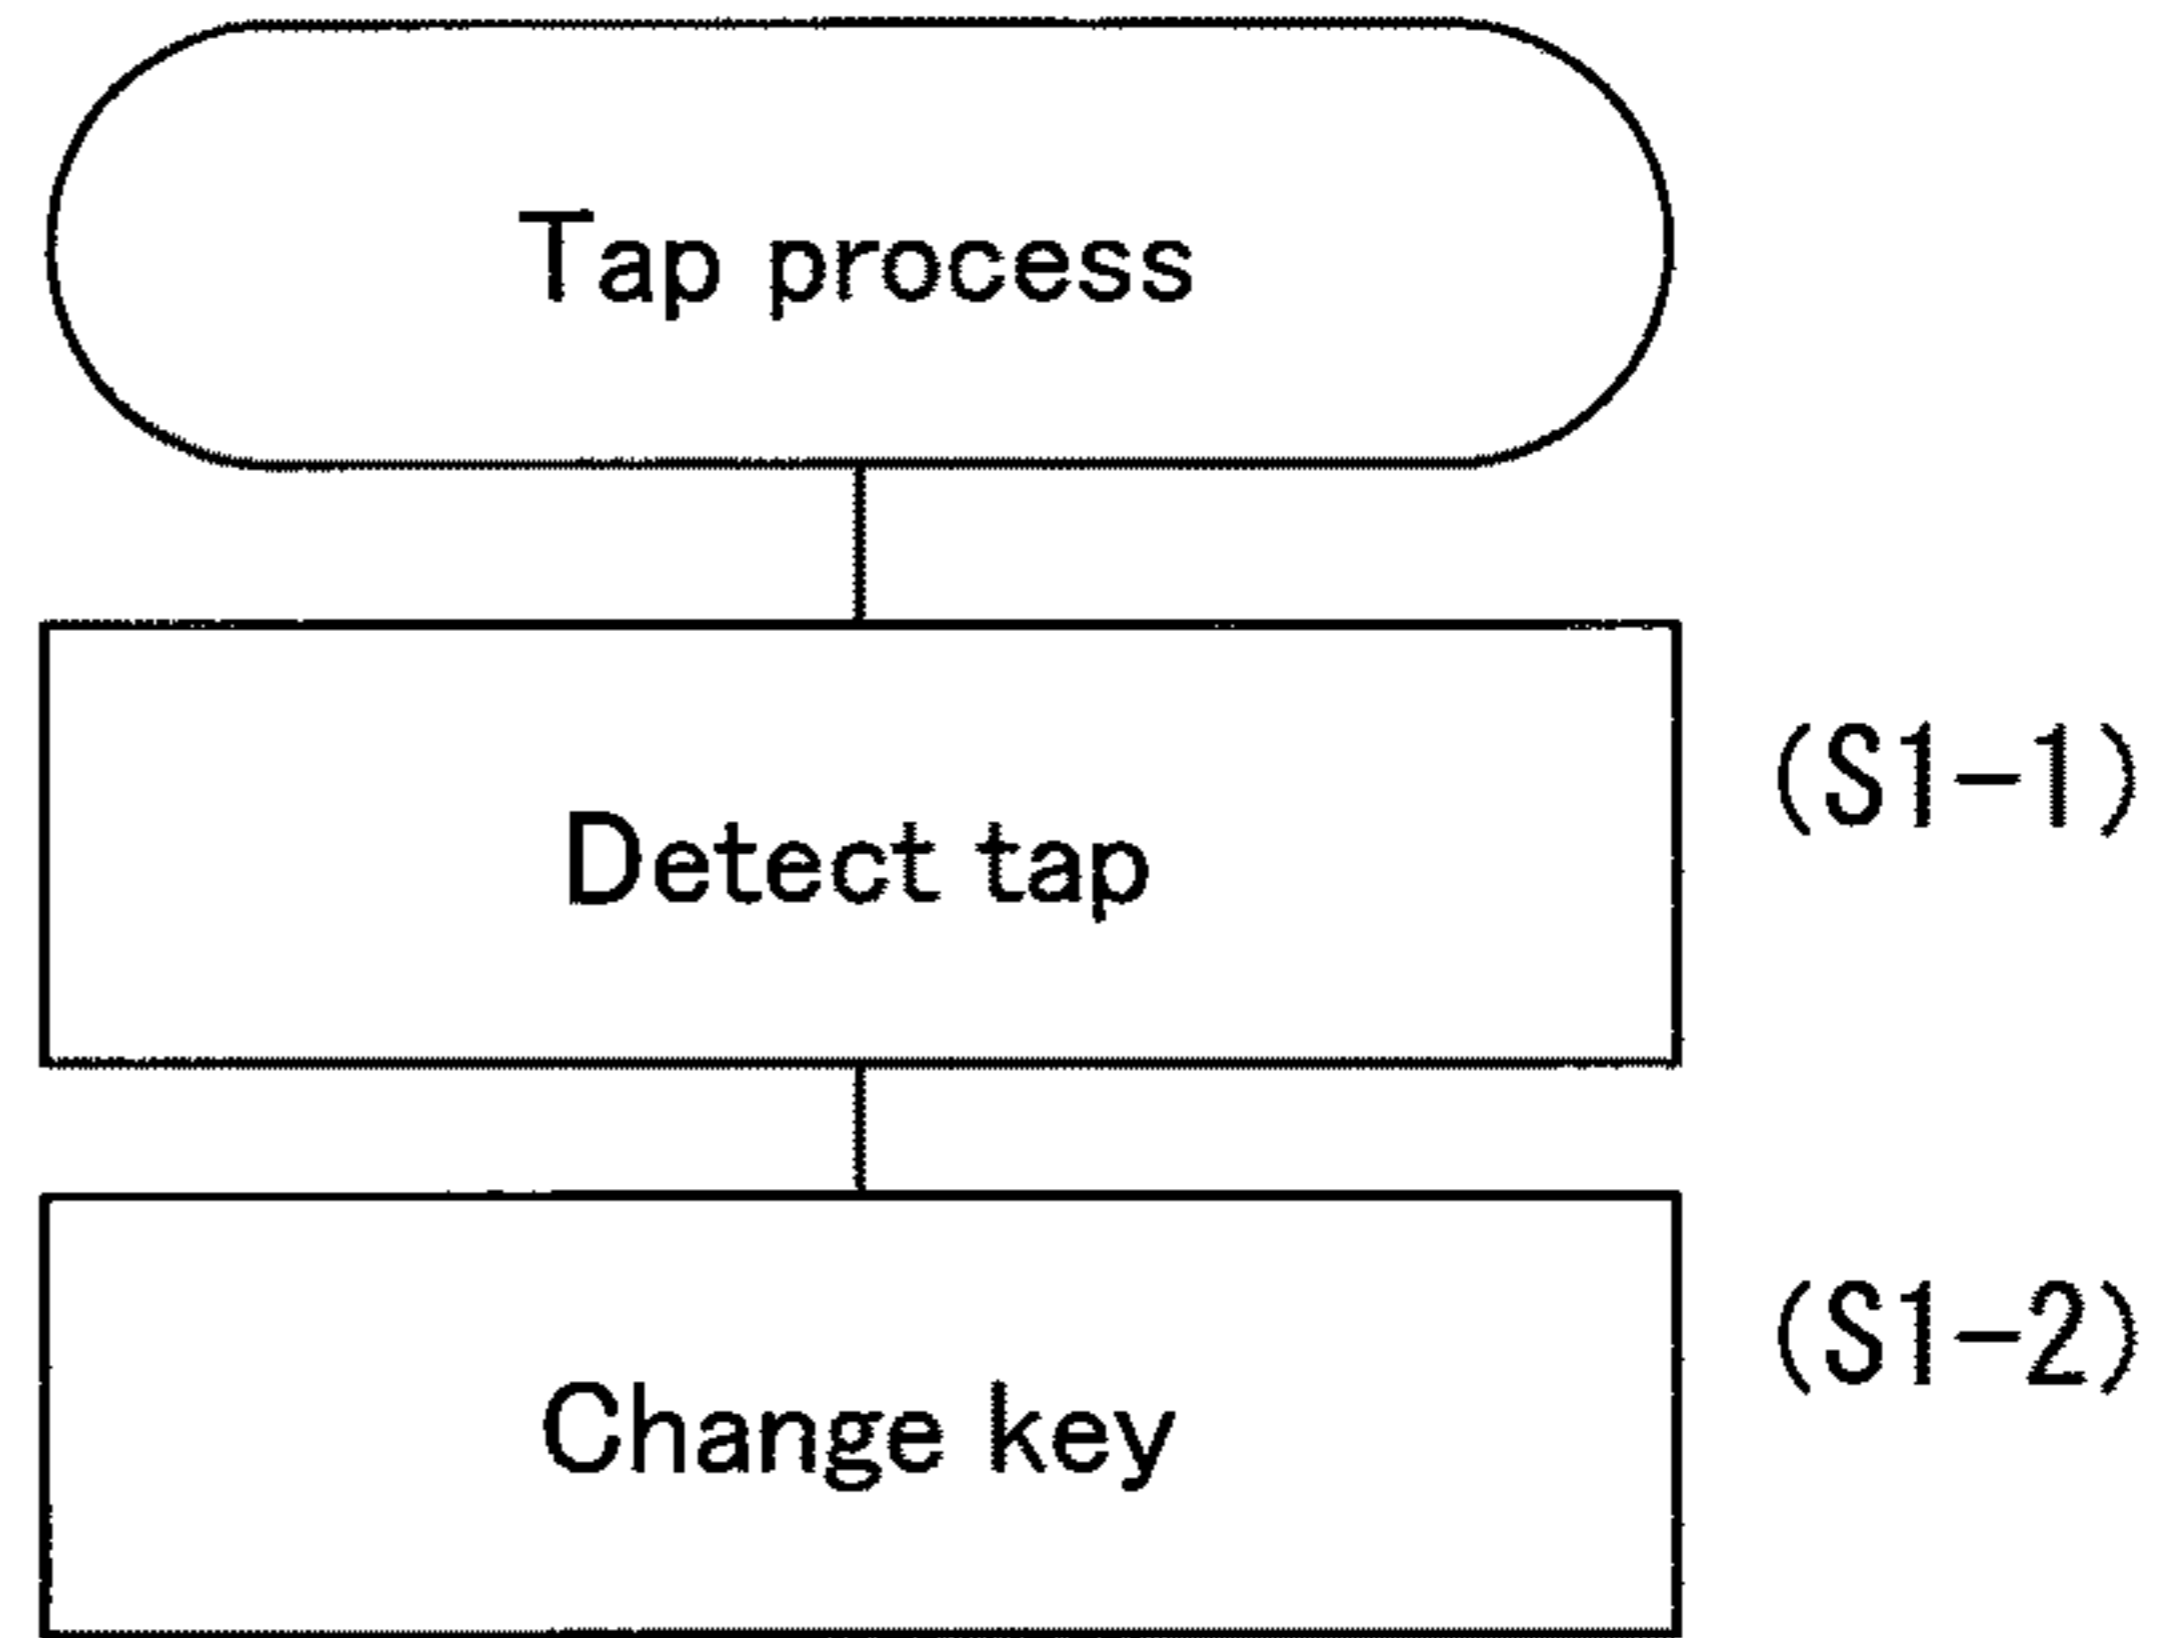 Tap process
(S1-1)
Detect tap
(S1-2)
Change key